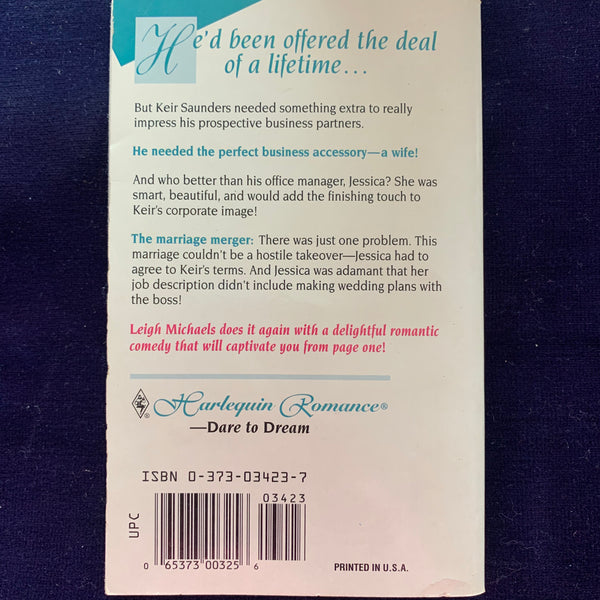 He'd been offered the deal
of a lifetime...
But Keir Saunders needed something extra to really
impress his prospective business partners.
He needed the perfect business accessory—a wife!
And who better than his office manager, Jessica? She was
smart, beautiful, and would add the finishing touch to
Keir's corporate image!
The marriage merger: There was just one problem. This
marriage couldn't be a hostile takeover—Jessica had to
agree to Keir's terms. And Jessica was adamant that her
job description didn't include making wedding plans with
the boss!
Leigh Michaels does it again with a delightful romantic
comedy that will captivate you from page one!
Harlequin Romance®
—Dare to Dream
ISBN 0-373-03423-7
03423
UPC
0 65373 00325 6
PRINTED IN U.S.A.